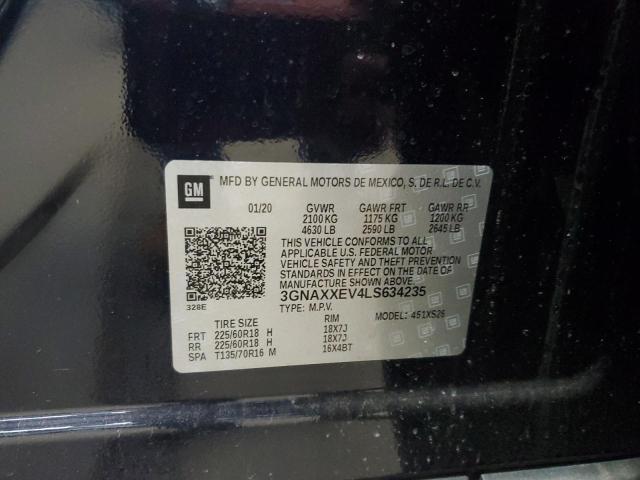 GM MFD BY GENERAL MOTORS DE MEXICO, S. DE R.L. DE C.V.
01/20 GVWR GAWR FRT GAWR RR
2100 KG 1175 KG 1200 KG
4630 LB 2590 LB 2645 LB
THIS VEHICLE CONFORMS TO ALL
APPLICABLE U.S. FEDERAL MOTOR
VEHICLE SAFETY AND THEFT PREVENTION
STANDARDS IN EFFECT ON THE DATE OF
MANUFACTURE SHOWN ABOVE.
3GNAXXEV4LS634235
328E
TYPE: M.P.V. MODEL: 451XS26
TIRE SIZE RIM
FRT 225/60R18 H 18X7J
RR 225/60R18 H 18X7J
SPA T135/70R16 M 16X4BT